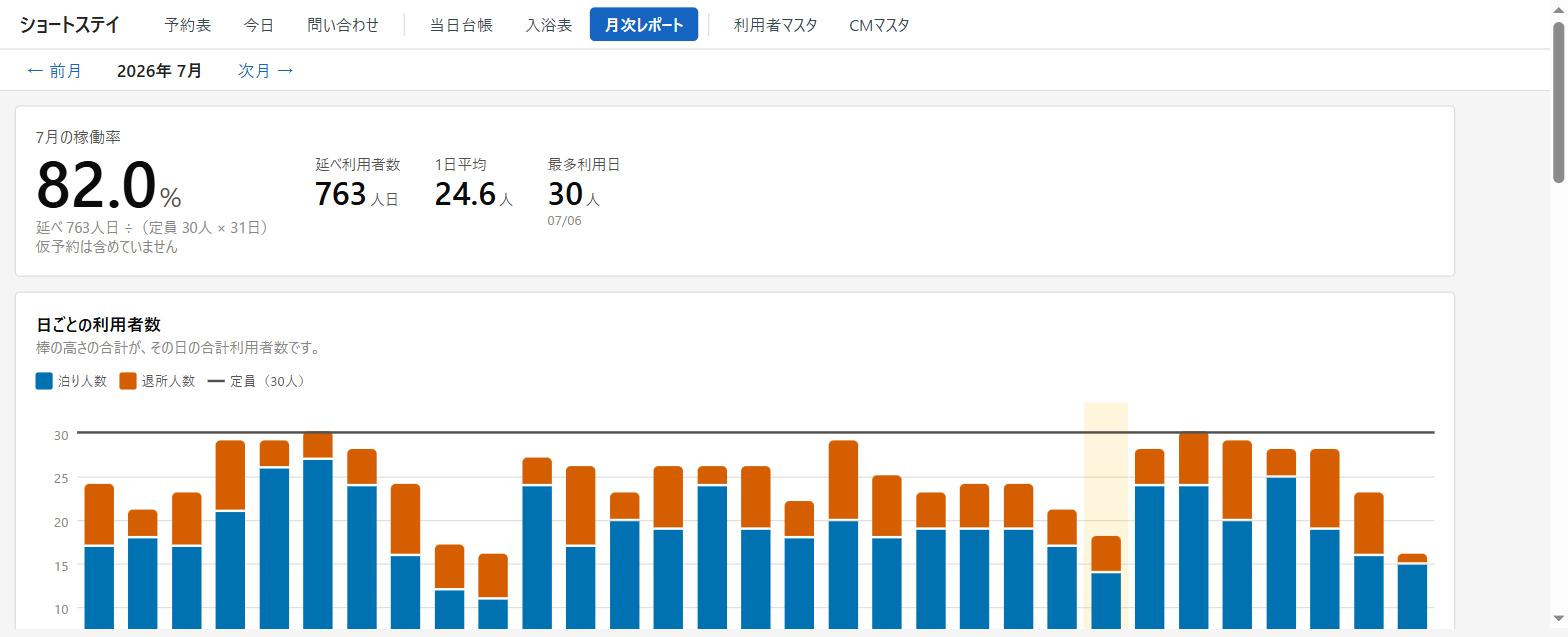 ショートステイ 予約表 今日 問い合わせ 当日台帳 入浴表 月次レポート 利用者マスタ CMマスタ
← 前月 2026年 7月 次月 →
7月の稼働率
82.0%
延べ 763人日 ÷（定員 30人 × 31日）
仮予約は含めていません
延べ利用者数
763 人日
1日平均
24.6 人
最多利用日
30 人
07/06
日ごとの利用者数
棒の高さの合計が、その日の合計利用者数です。
泊り人数 退所人数 定員（30人）
30
25
20
15
10